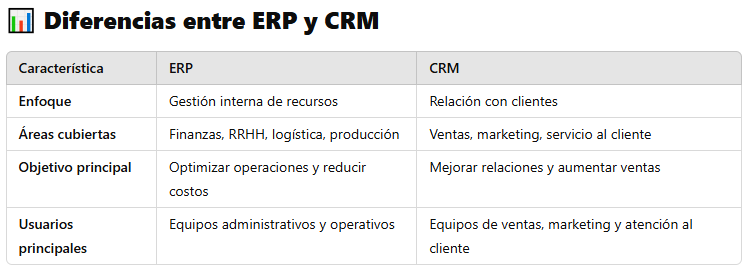 📊 Diferencias entre ERP y CRM
Característica ERP CRM
Enfoque Gestión interna de recursos Relación con clientes
Áreas cubiertas Finanzas, RRHH, logística, producción Ventas, marketing, servicio al cliente
Objetivo principal Optimizar operaciones y reducir Mejorar relaciones y aumentar ventas
costos
Usuarios Equipos administrativos y operativos Equipos de ventas, marketing y atención al
principales cliente